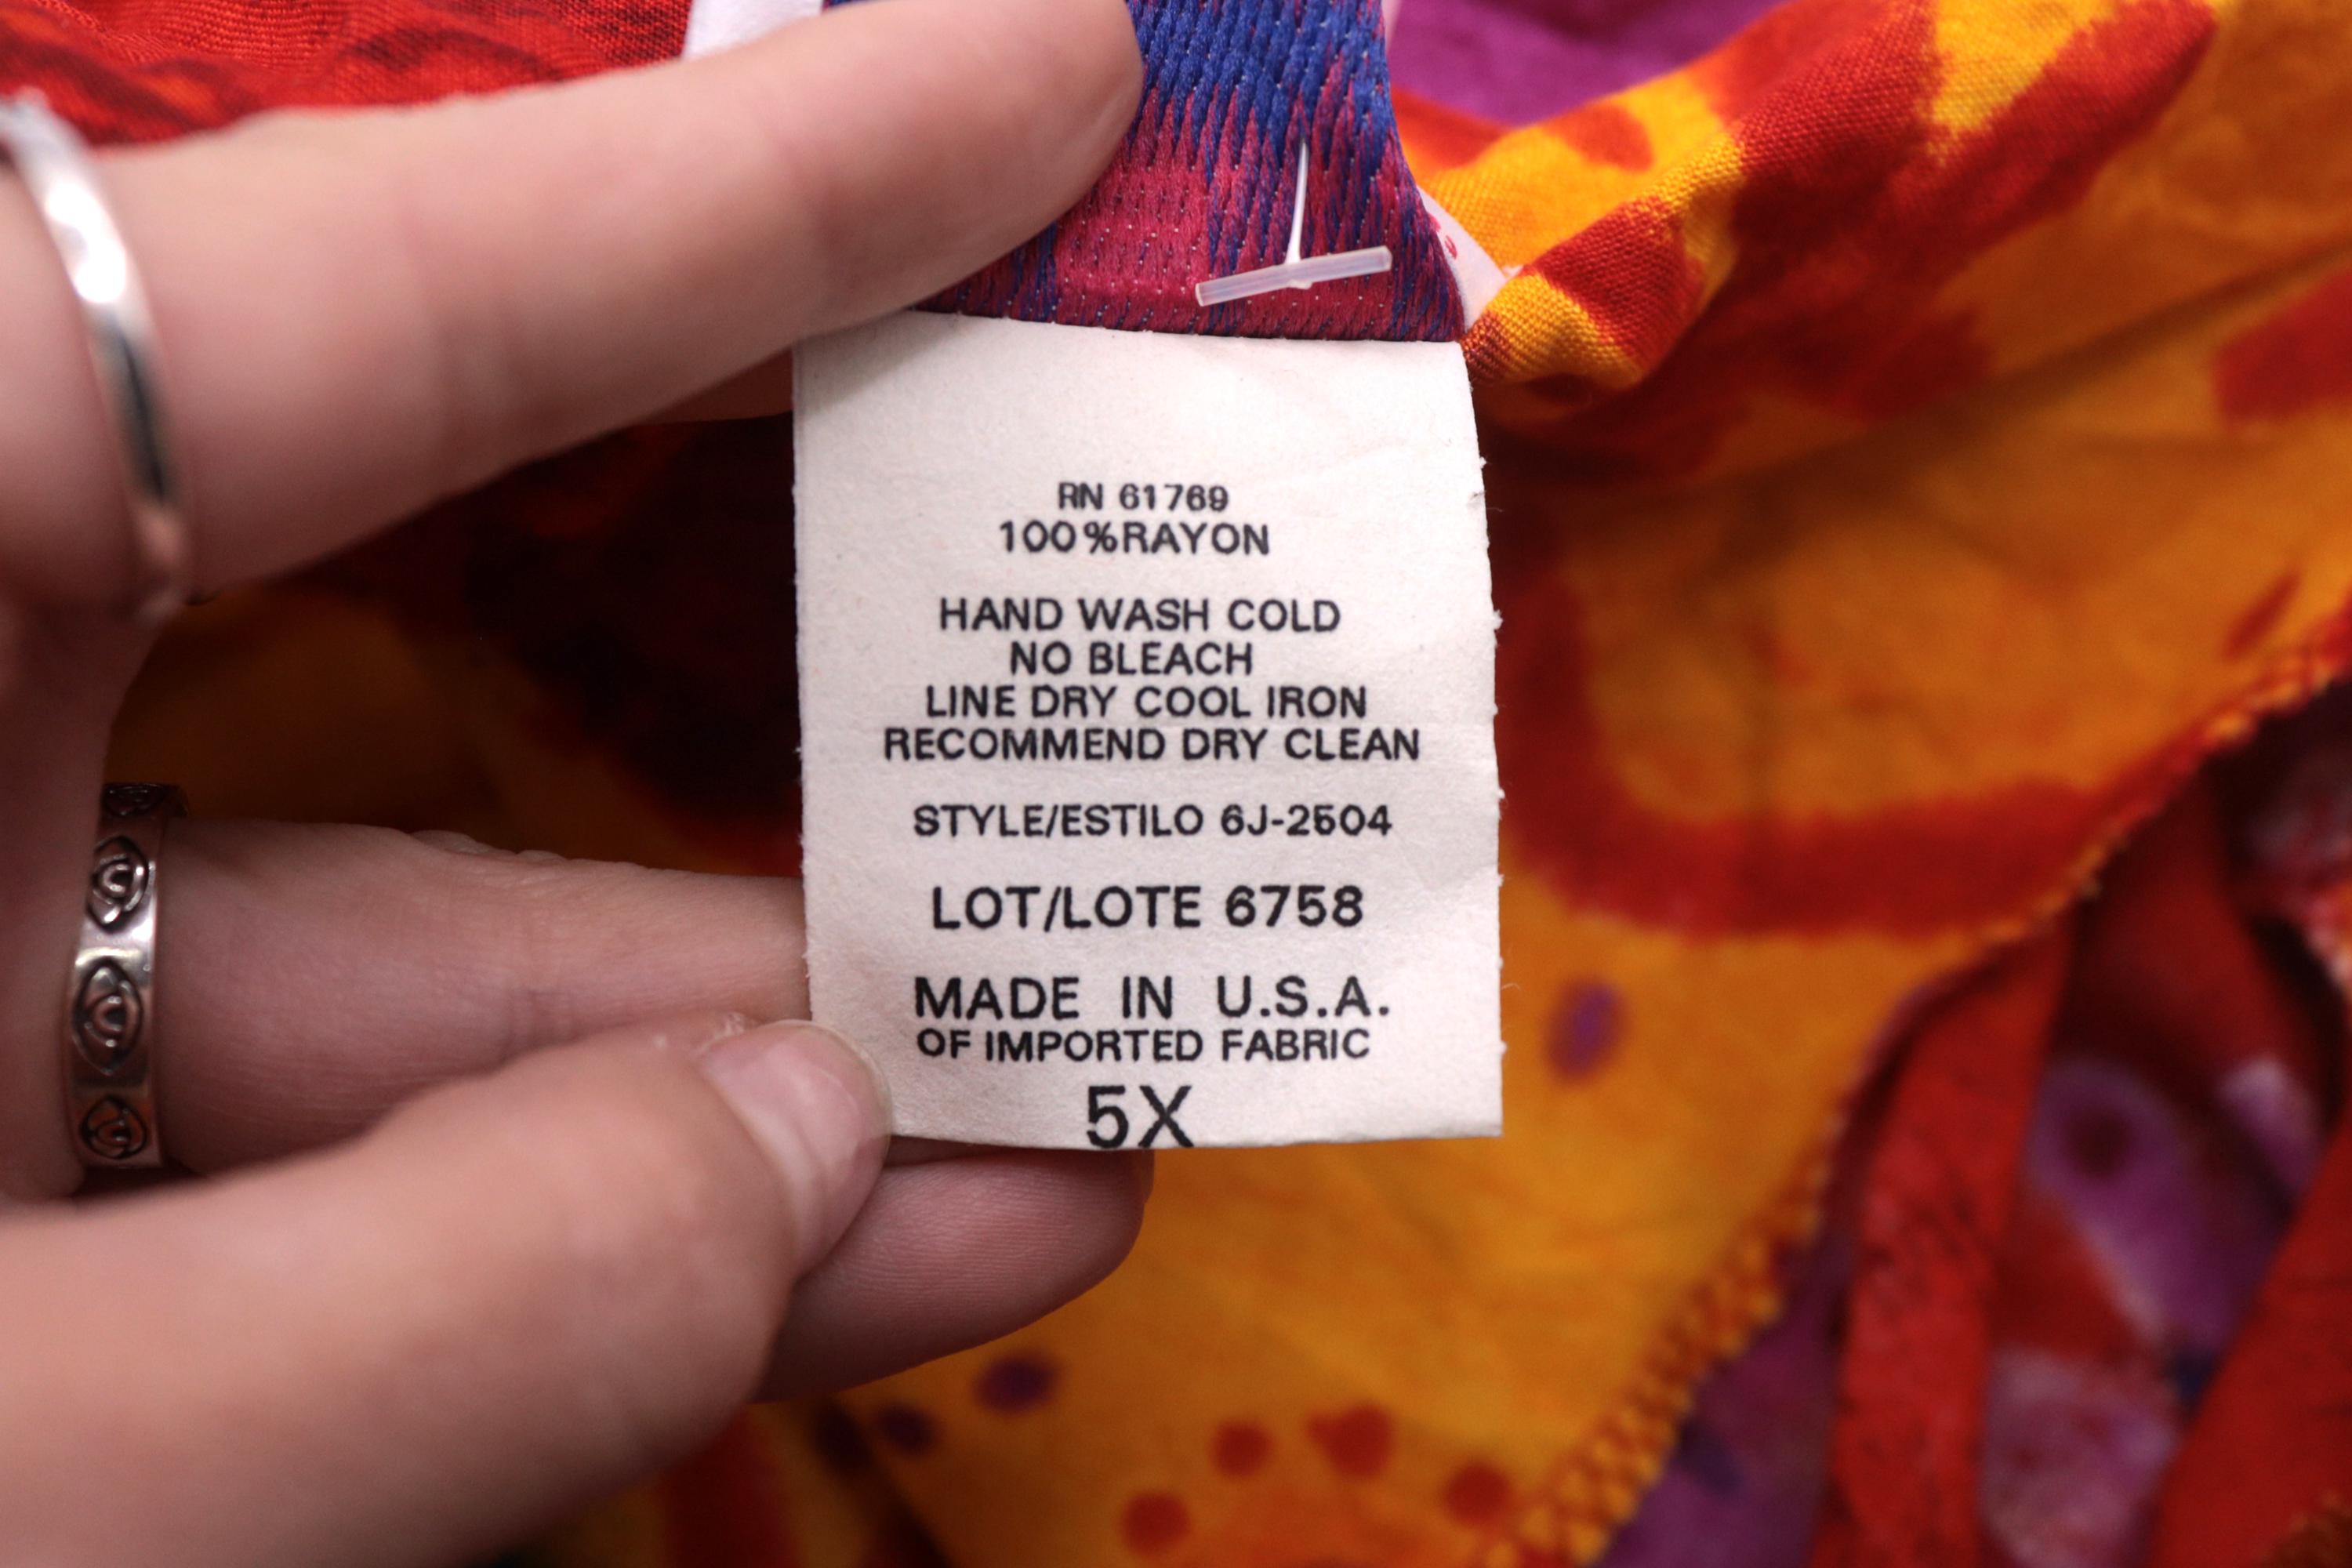 RN 61769
100%RAYON
HAND WASH COLD
NO BLEACH
LINE DRY COOL IRON
RECOMMEND DRY CLEAN
STYLE/ESTILO 6J-2504
LOT/LOTE 6758
MADE IN U.S.A.
OF IMPORTED FABRIC
5X